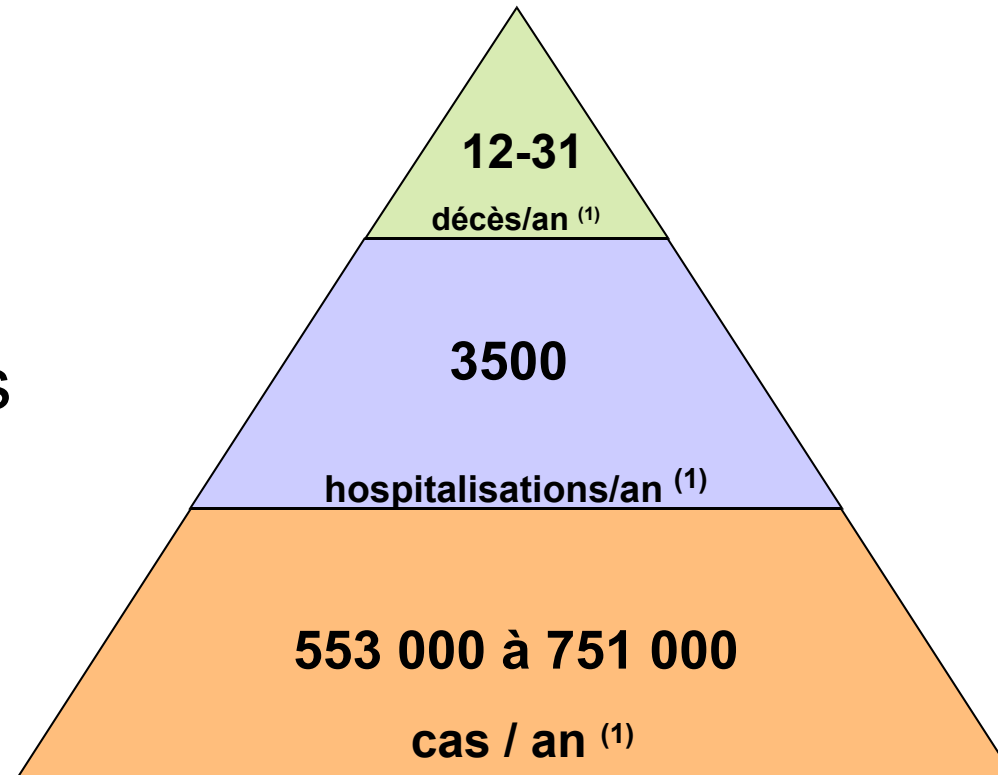 12-31
décès/an (1)
3500
s
hospitalisations/an (1)
553 000 à 751 000
cas / an (1)